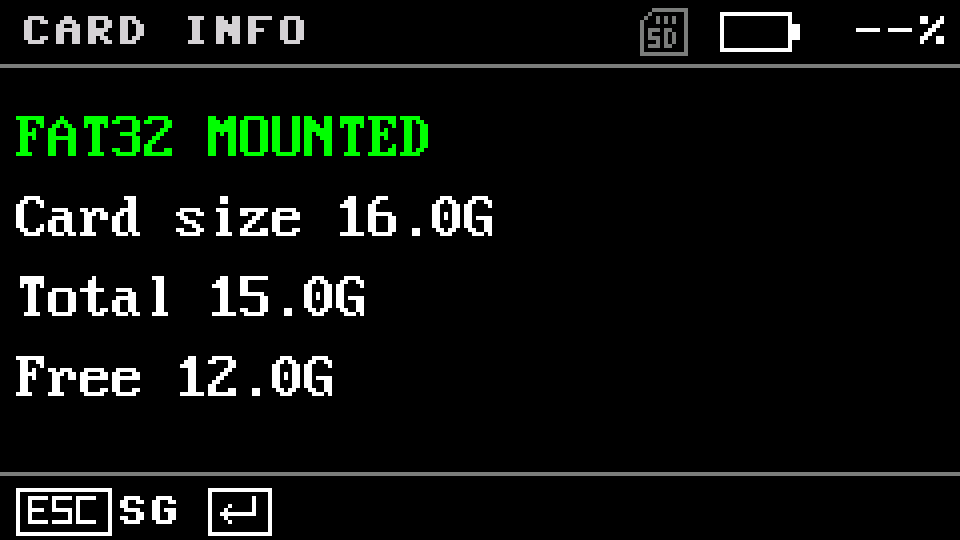 CARD INFO SD --%
FAT32 MOUNTED
Card size 16.0G
Total 15.0G
Free 12.0G
ESC SG